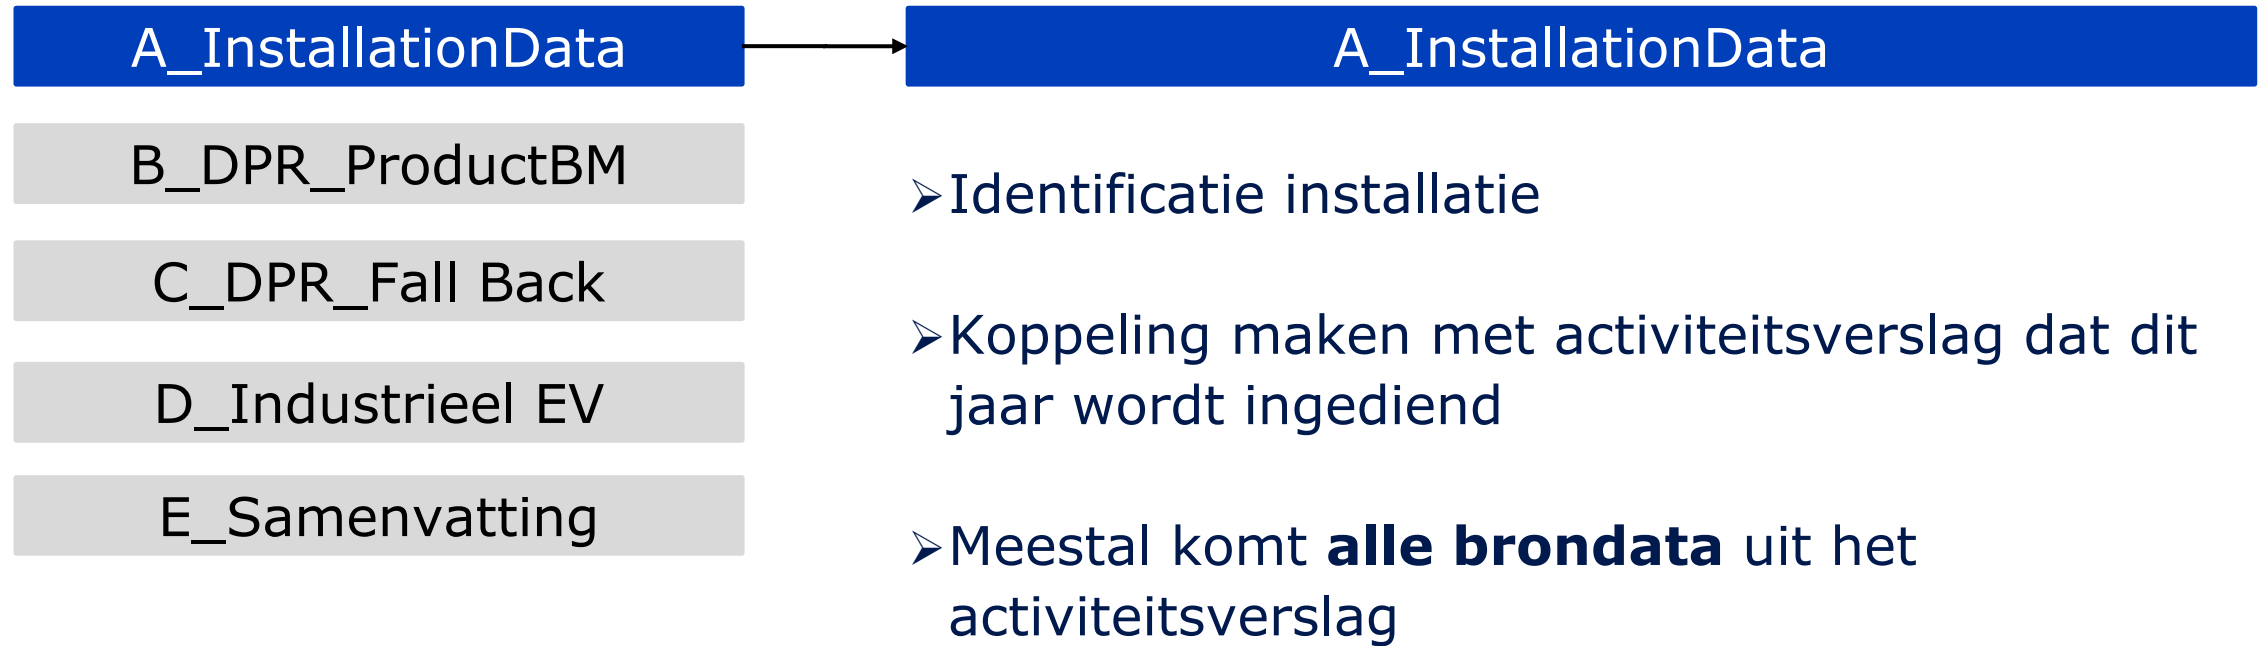 A_InstallationData
B_DPR_ProductBM
C_DPR_Fall Back
D_Industrieel EV
E_Samenvatting
A_InstallationData
➢Identificatie installatie
➢Koppeling maken met activiteitsverslag dat dit
jaar wordt ingediend
➢Meestal komt alle brondata uit het
activiteitsverslag